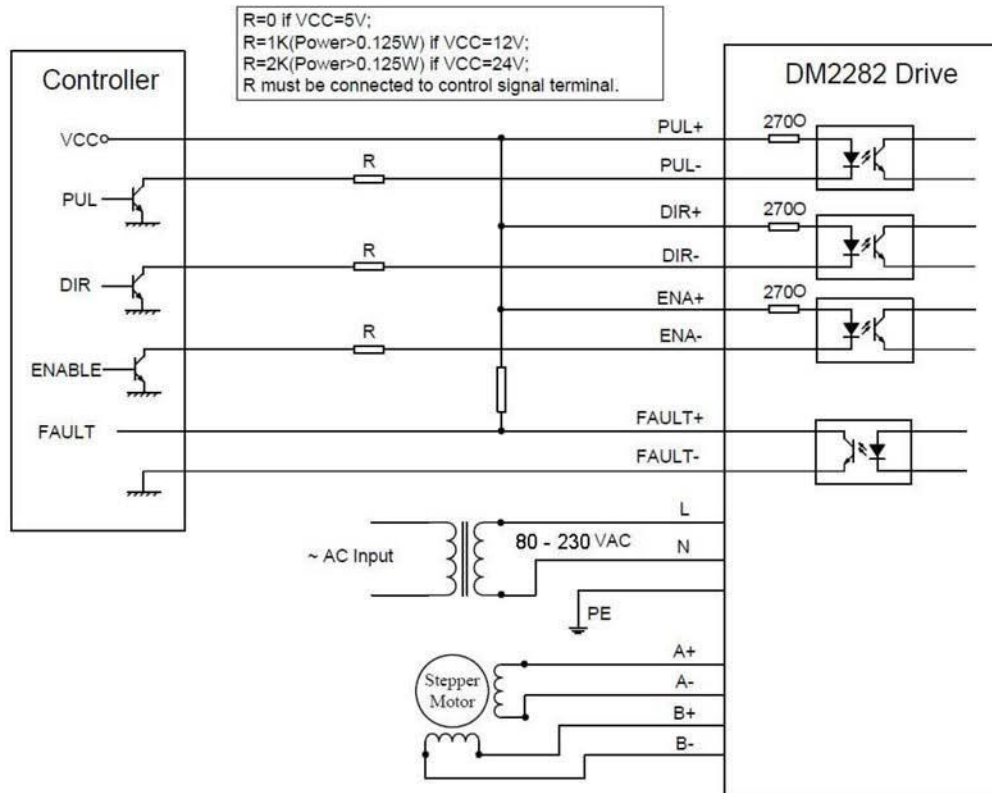 R=0 if VCC=5V;
R=1K(Power>0.125W) if VCC=12V;
R=2K(Power>0.125W) if VCC=24V;
R must be connected to control signal terminal.
Controller
DM2282 Drive
VCC
PUL+
270O
R
PUL-
PUL
DIR+
270O
R
DIR-
DIR
ENA+
270O
R
ENA-
ENABLE
FAULT
FAULT+
FAULT-
L
~ AC Input
80 - 230 VAC
N
PE
A+
Stepper
Motor
A-
B+
B-